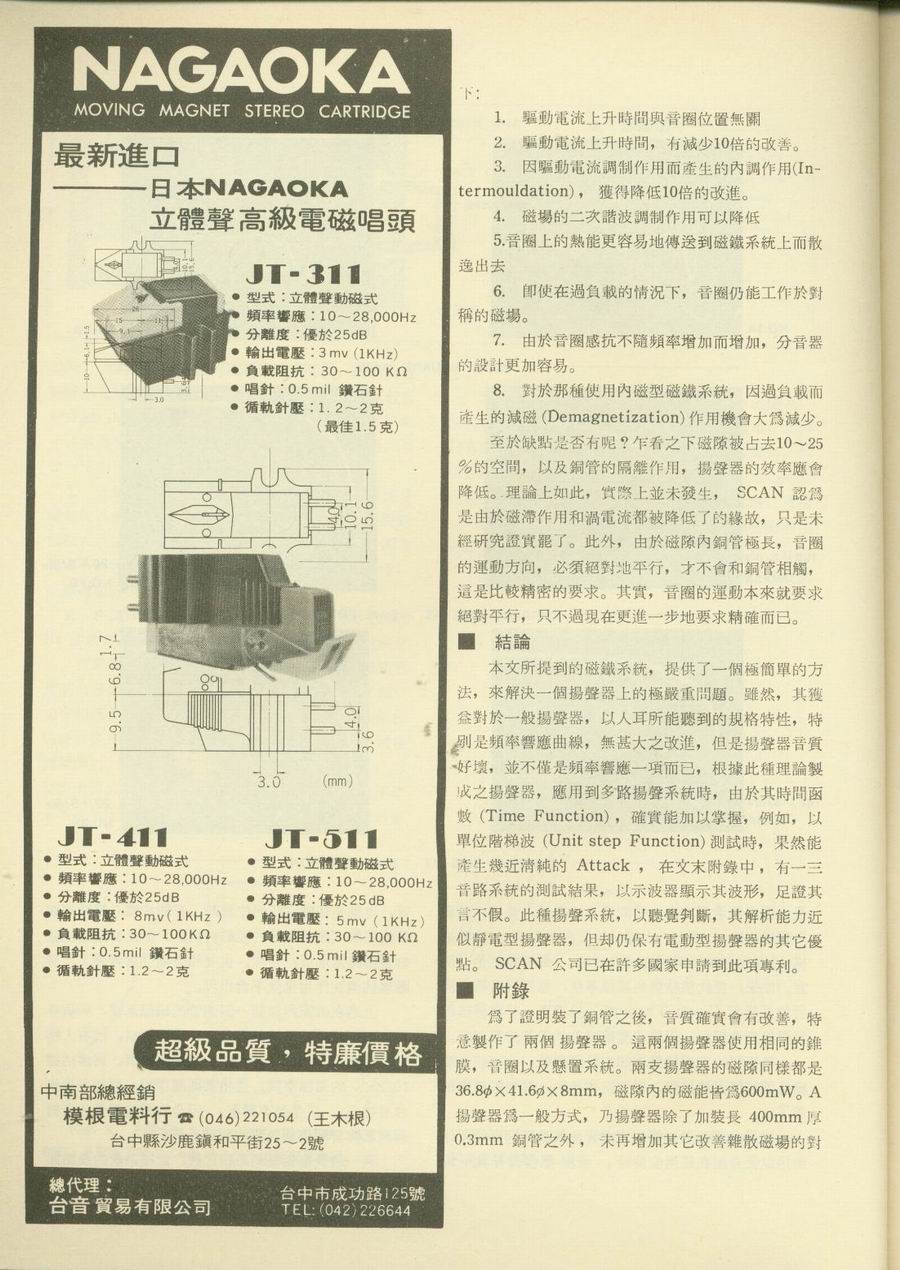 NAGAOKA
MOVING MAGNET STEREO CARTRIDGE
最新進口
日本NAGAOKA
立體聲高級電磁唱頭
JT-311
● 型式：立體聲動磁式
● 頻率響應：10～28,000Hz
● 分離度：優於25dB
● 輸出電壓：3mv (1KHz)
● 負載阻抗：30～100 KΩ
● 唱針：0.5mil 鑽石針
● 循軌針壓：1.2～2克
（最佳1.5克）
3.0
4.0
10.1
15.6
1.7
6.8
9.5
4.0
3.6
3.0
(mm)
JT-411
● 型式：立體聲動磁式
● 頻率響應：10～28,000Hz
● 分離度：優於25dB
● 輸出電壓： 8mv ( 1KHz )
● 負載阻抗：30～100KΩ
● 唱針：0.5mil 鑽石針
● 循軌針壓：1.2～2克
JT-511
● 型式：立體聲動磁式
● 頻率響應：10～28,000Hz
● 分離度：優於25dB
● 輸出電壓： 5mv ( 1KHz )
● 負載阻抗：30～100 KΩ
● 唱針：0.5mil 鑽石針
● 循軌針壓：1.2～2克
超級品質，特廉價格
中南部總經銷
模根電料行 ☎ (046)221054 (王木根)
台中縣沙鹿鎮和平街25～2號
總代理：
台音貿易有限公司
台中市成功路125號
TEL:(042)226644
下：
1. 驅動電流上升時間與音圈位置無關
2. 驅動電流上升時間，有減少10倍的改善。
3. 因驅動電流調制作用而產生的內調作用(In-
termouldation)，獲得降低10倍的改進。
4. 磁場的二次諧波調制作用可以降低
5.音圈上的熱能更容易地傳送到磁鐵系統上而散
逸出去
6. 卽使在過負載的情況下，音圈仍能工作於對
稱的磁場。
7. 由於音圈感抗不隨頻率增加而增加，分音器
的設計更加容易。
8. 對於那種使用內磁型磁鐵系統，因過負載而
產生的減磁 (Demagnetization) 作用機會大爲減少。
至於缺點是否有呢？乍看之下磁隙被占去10～25
%的空間，以及銅管的隔離作用，揚聲器的效率應會
降低。理論上如此，實際上並未發生， SCAN 認爲
是由於磁滯作用和渦電流都被降低了的緣故，只是未
經研究證實罷了。此外，由於磁隙內銅管極長，音圈
的運動方向，必須絕對地平行，才不會和銅管相觸，
這是比較精密的要求。其實，音圈的運動本來就要求
絕對平行，只不過現在更進一步地要求精確而已。
■ 結論
本文所提到的磁鐵系統，提供了一個極簡單的方
法，來解決一個揚聲器上的極嚴重問題。雖然，其獲
益對於一般揚聲器，以人耳所能聽到的規格特性，特
別是頻率響應曲線，無甚大之改進，但是揚聲器音質
好壞，並不僅是頻率響應一項而已，根據此種理論製
成之揚聲器，應用到多路揚聲系統時，由於其時間函
數 (Time Function)，確實能加以掌握，例如，以
單位階梯波 (Unit step Function) 測試時，果然能
產生幾近清純的 Attack ，在文末附錄中，有一三
音路系統的測試結果，以示波器顯示其波形，足證其
言不假。此種揚聲系統，以聽覺判斷，其解析能力近
似靜電型揚聲器，但却仍保有電動型揚聲器的其它優
點。 SCAN 公司已在許多國家申請到此項專利。
■ 附錄
爲了證明裝了銅管之後，音質確實會有改善，特
意製作了兩個揚聲器。這兩個揚聲器使用相同的錐
膜，音圈以及懸置系統。兩支揚聲器的磁隙同樣都是
36.8φ×41.6φ×8mm，磁隙內的磁能皆爲600mW。A
揚聲器爲一般方式，乃揚聲器除了加裝長 400mm 厚
0.3mm 銅管之外，未再增加其它改善雜散磁場的對